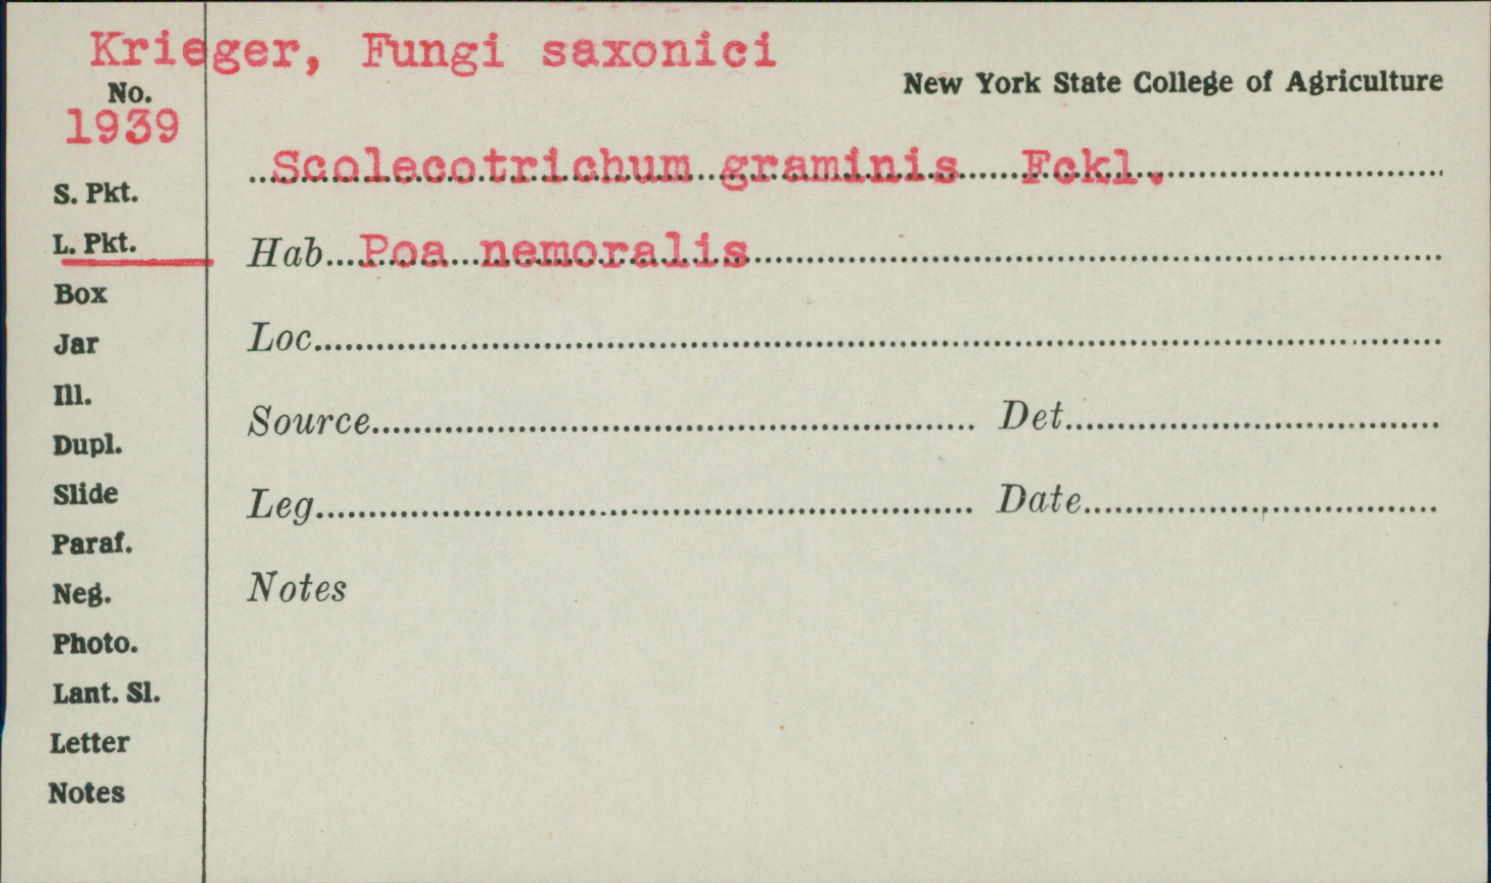 Krieger, Fungi saxonici
New York State College of Agriculture
No.
1939
Scolecotrichum graminis Fckl.
S. Pkt.
L. Pkt.
Hab Poa nemoralis
Box
Jar
Loc
Ill.
Source Det
Dupl.
Slide
Leg Date
Paraf.
Neg.
Notes
Photo.
Lant. Sl.
Letter
Notes